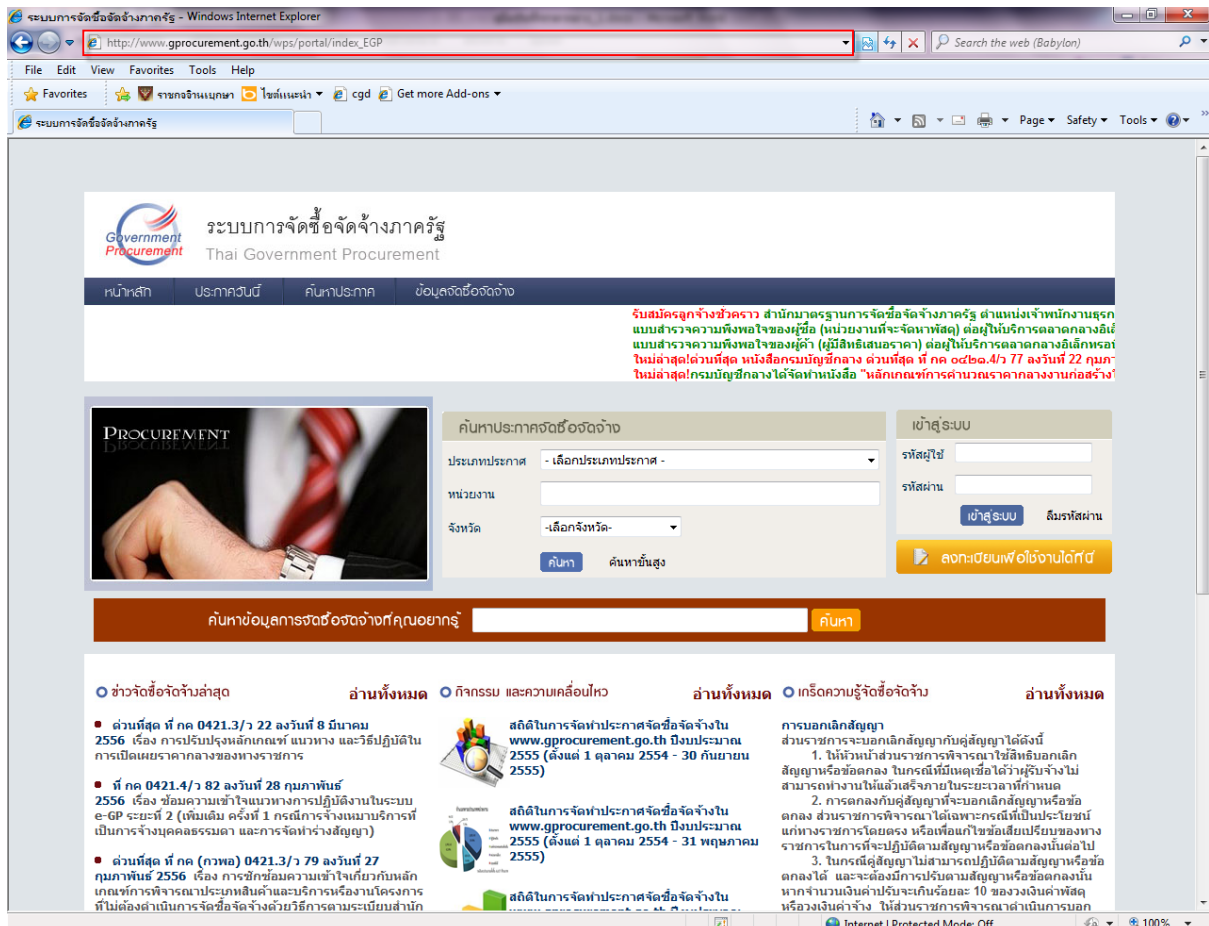 ระบบการจัดซื้อจัดจ้างภาครัฐ - Windows Internet Explorer
http://www.gprocurement.go.th/wps/portal/index_EGP
Search the web (Babylon)
File Edit View Favorites Tools Help
Favorites ราชกิจจานุเบกษา ไซต์แนะนำ cgd Get more Add-ons
ระบบการจัดซื้อจัดจ้างภาครัฐ
Page Safety Tools
Government
Procurement
ระบบการจัดซื้อจัดจ้างภาครัฐ
Thai Government Procurement
หน้าหลัก ประกาศวันนี้ ค้นหาประกาศ ข้อมูลจัดซื้อจัดจ้าง
รับสมัครลูกจ้างชั่วคราว สำนักมาตรฐานการจัดซื้อจัดจ้างภาครัฐ ตำแหน่งเจ้าพนักงานธุรก
แบบสำรวจความพึงพอใจของผู้ซื้อ (หน่วยงานที่จะจัดหาพัสดุ) ต่อผู้ให้บริการตลาดกลางอิเล็
แบบสำรวจความพึงพอใจของผู้ค้า (ผู้มีสิทธิเสนอราคา) ต่อผู้ให้บริการตลาดกลางอิเล็กทรอ
ใหม่ล่าสุด!ด่วนที่สุด หนังสือกรมบัญชีกลาง ด่วนที่สุด ที่ กค ๐๔๒๑.4/ว 77 ลงวันที่ 22 กุมภา
ใหม่ล่าสุด!กรมบัญชีกลางได้จัดทำหนังสือ "หลักเกณฑ์การคำนวณราคากลางงานก่อสร้าง
PROCUREMENT
ค้นหาประกาศจัดซื้อจัดจ้าง
ประเภทประกาศ - เลือกประเภทประกาศ -
หน่วยงาน
จังหวัด -เลือกจังหวัด-
ค้นหา ค้นหาขั้นสูง
เข้าสู่ระบบ
รหัสผู้ใช้
รหัสผ่าน
เข้าสู่ระบบ ลืมรหัสผ่าน
ลงทะเบียนเพื่อใช้งานได้ที่นี่
ค้นหาข้อมูลการจัดซื้อจัดจ้างที่คุณอยากรู้ ค้นหา
ข่าวจัดซื้อจัดจ้างล่าสุด อ่านทั้งหมด
ด่วนที่สุด ที่ กค 0421.3/ว 22 ลงวันที่ 8 มีนาคม
2556 เรื่อง การปรับปรุงหลักเกณฑ์ แนวทาง และวิธีปฏิบัติใน
การเปิดเผยราคากลางของทางราชการ
ที่ กค 0421.4/ว 82 ลงวันที่ 28 กุมภาพันธ์
2556 เรื่อง ซ้อมความเข้าใจแนวทางการปฏิบัติงานในระบบ
e-GP ระยะที่ 2 (เพิ่มเติม ครั้งที่ 1 กรณีการจ้างเหมาบริการที่
เป็นการจ้างบุคคลธรรมดา และการจัดทำร่างสัญญา)
ด่วนที่สุด ที่ กค (กวพอ) 0421.3/ว 79 ลงวันที่ 27
กุมภาพันธ์ 2556 เรื่อง การซักซ้อมความเข้าใจเกี่ยวกับหลัก
เกณฑ์การพิจารณาประเภทสินค้าและบริการหรืองานโครงการ
ที่ไม่ต้องดำเนินการจัดซื้อจัดจ้างด้วยวิธีการตามระเบียบสำนัก
กิจกรรม และความเคลื่อนไหว อ่านทั้งหมด
สถิติในการจัดทำประกาศจัดซื้อจัดจ้างใน
www.gprocurement.go.th ปีงบประมาณ
2555 (ตั้งแต่ 1 ตุลาคม 2554 - 30 กันยายน
2555)
สถิติในการจัดทำประกาศจัดซื้อจัดจ้างใน
www.gprocurement.go.th ปีงบประมาณ
2555 (ตั้งแต่ 1 ตุลาคม 2554 - 31 พฤษภาคม
2555)
สถิติในการจัดทำประกาศจัดซื้อจัดจ้างใน
www.gprocurement.go.th ปีงบประมาณ
เกร็ดความรู้จัดซื้อจัดจ้าง อ่านทั้งหมด
การบอกเลิกสัญญา
ส่วนราชการจะบอกเลิกสัญญากับคู่สัญญาได้ดังนี้
1. ให้หัวหน้าส่วนราชการพิจารณาใช้สิทธิบอกเลิก
สัญญาหรือข้อตกลง ในกรณีที่มีเหตุเชื่อได้ว่าผู้รับจ้างไม่
สามารถทำงานให้แล้วเสร็จภายในระยะเวลาที่กำหนด
2. การตกลงกับคู่สัญญาที่จะบอกเลิกสัญญาหรือข้อ
ตกลง ส่วนราชการพิจารณาได้เฉพาะกรณีที่เป็นประโยชน์
แก่ทางราชการโดยตรง หรือเพื่อแก้ไขข้อเสียเปรียบของทาง
ราชการในการที่จะปฏิบัติตามสัญญาหรือข้อตกลงนั้นต่อไป
3. ในกรณีคู่สัญญาไม่สามารถปฏิบัติตามสัญญาหรือข้อ
ตกลงได้ และจะต้องมีการปรับตามสัญญาหรือข้อตกลงนั้น
หากจำนวนเงินค่าปรับจะเกินร้อยละ 10 ของวงเงินค่าพัสดุ
หรือวงเงินค่าจ้าง ให้ส่วนราชการพิจารณาดำเนินการบอก
Internet | Protected Mode: Off 100%